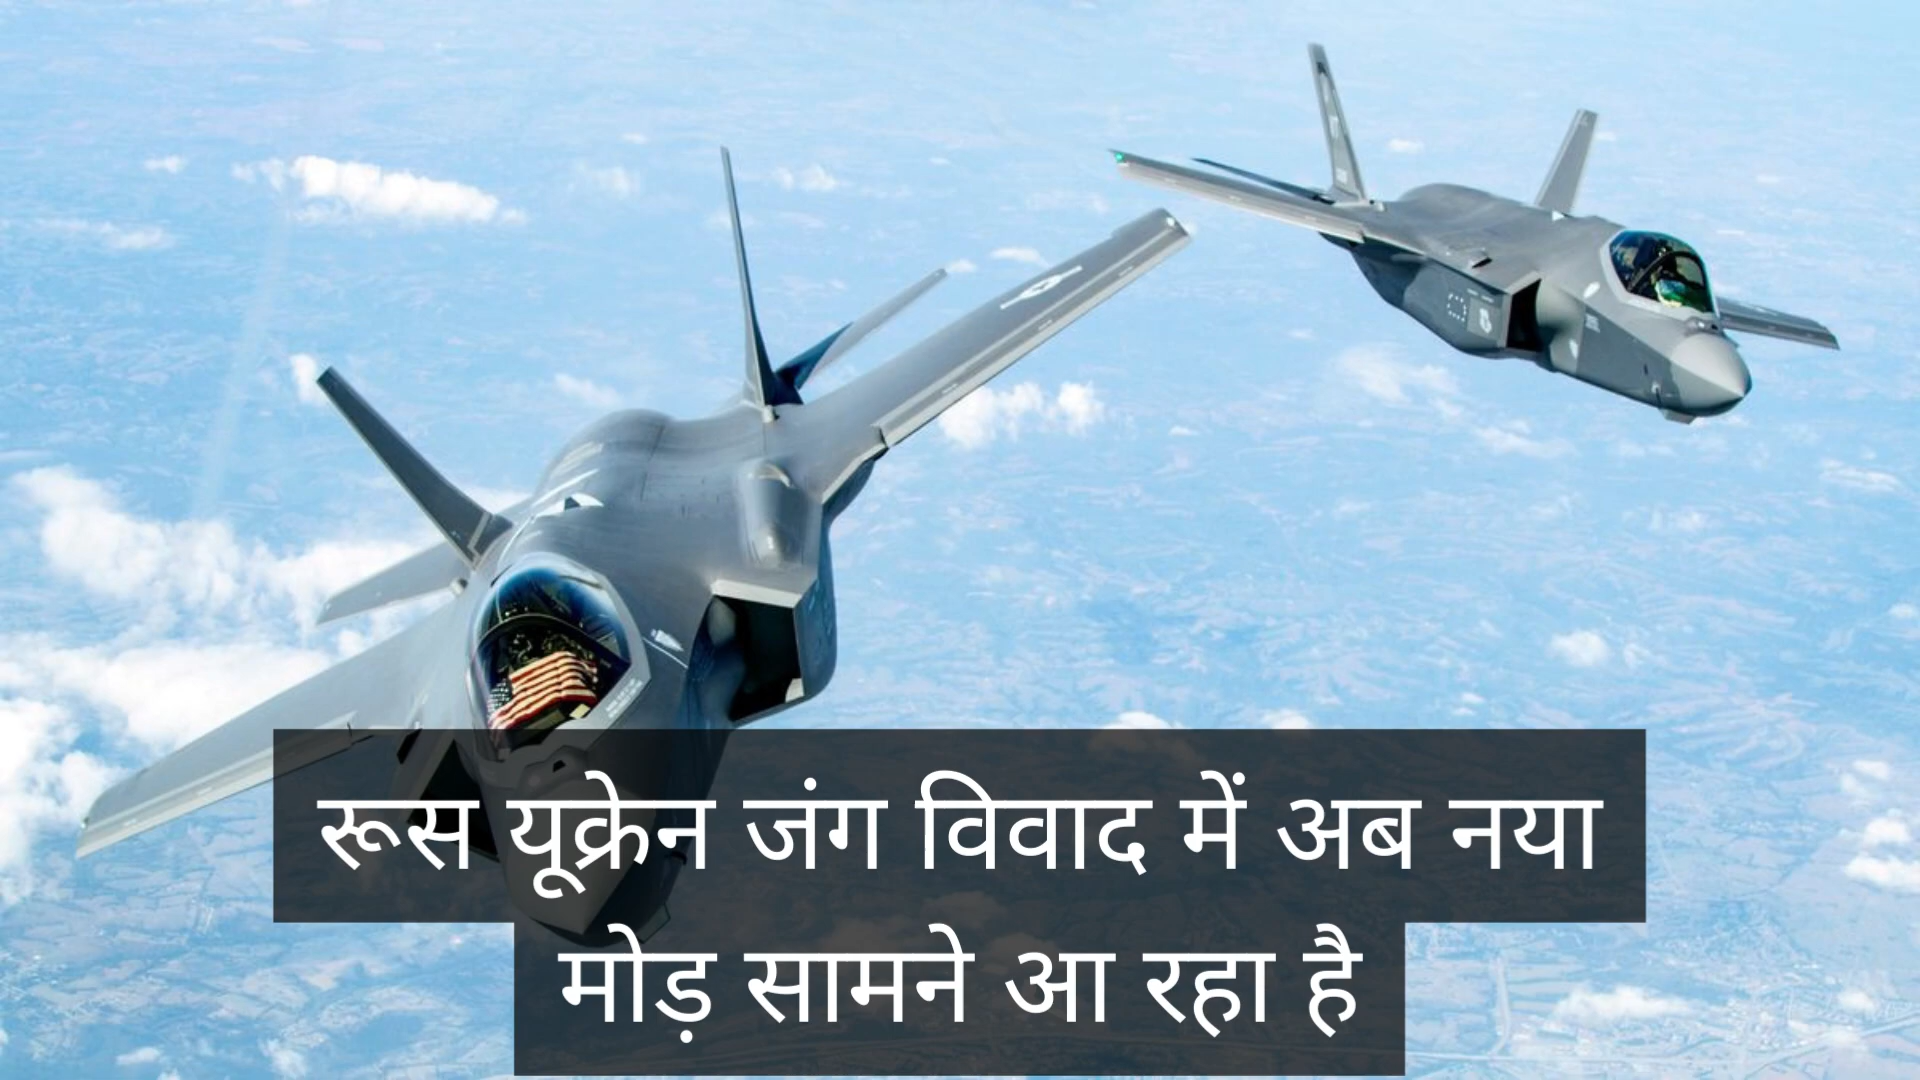 रूस यूक्रेन जंग विवाद में अब नया
मोड़ सामने आ रहा है